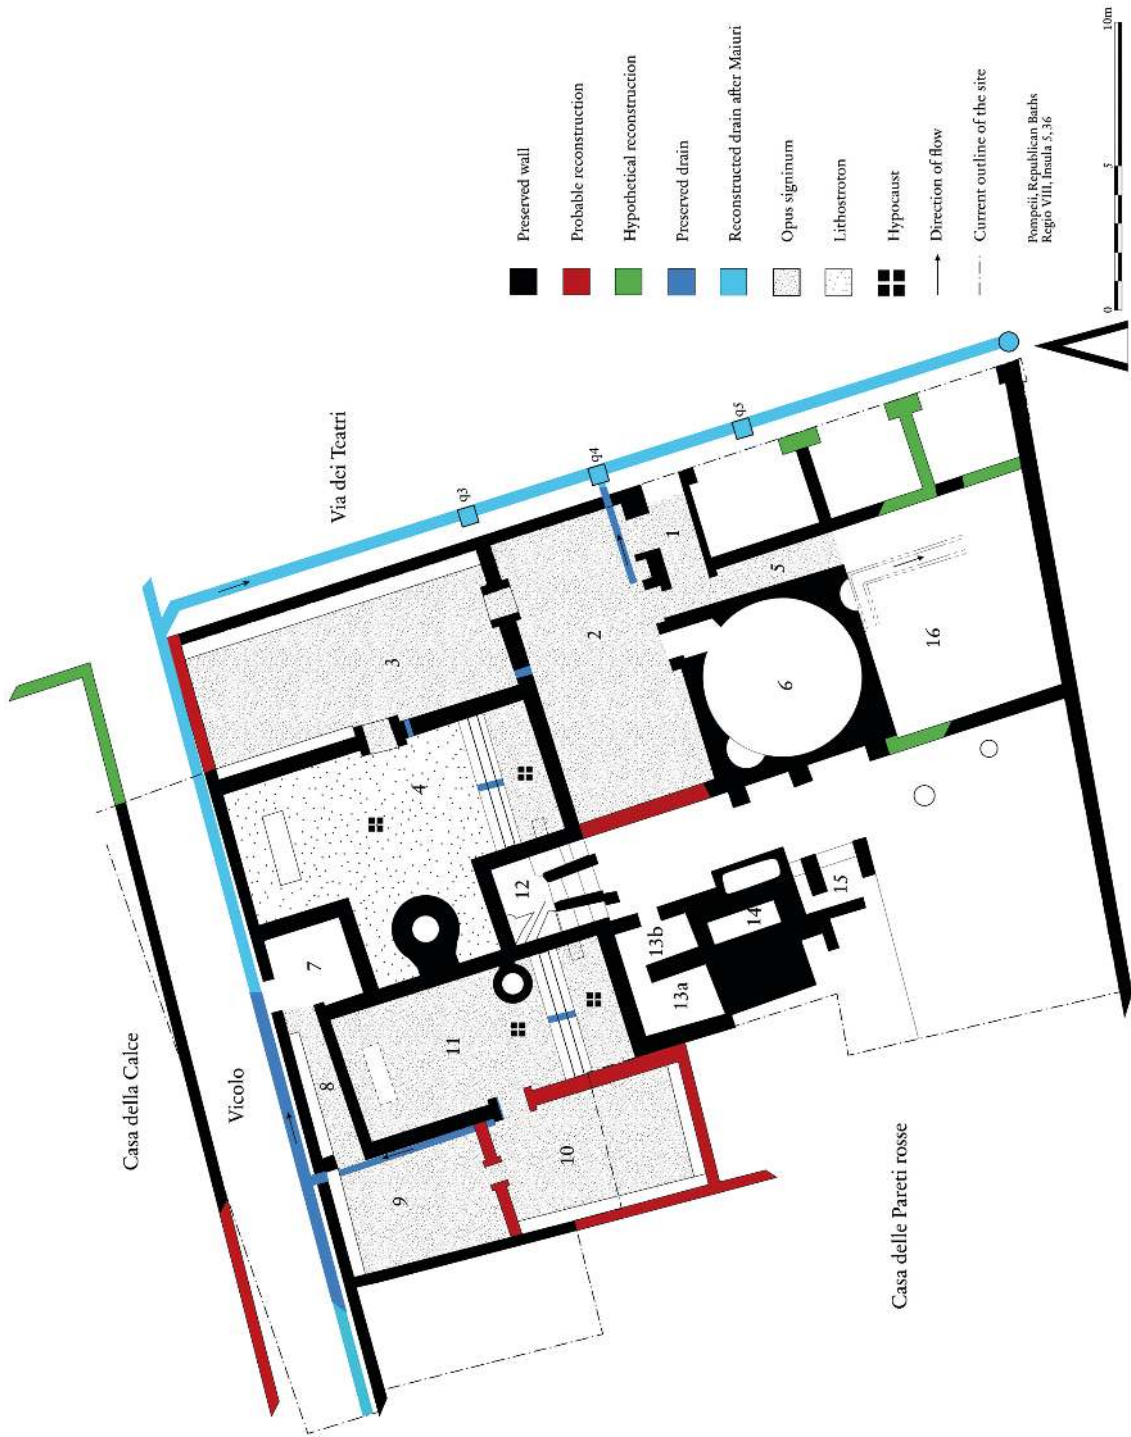 Casa della Calce
Vicolo
Via dei Teatri
q3
q4
q5
1
2
3
4
5
6
7
8
9
10
11
12
13a
13b
14
15
16
Casa delle Pareti rosse
Preserved wall
Probable reconstruction
Hypothetical reconstruction
Preserved drain
Reconstructed drain after Maiuri
Opus signinum
Lithostroton
Hypocaust
Direction of flow
Current outline of the site
Pompeii, Republican Baths
Regio VIII, Insula 5, 36
0
5
10m